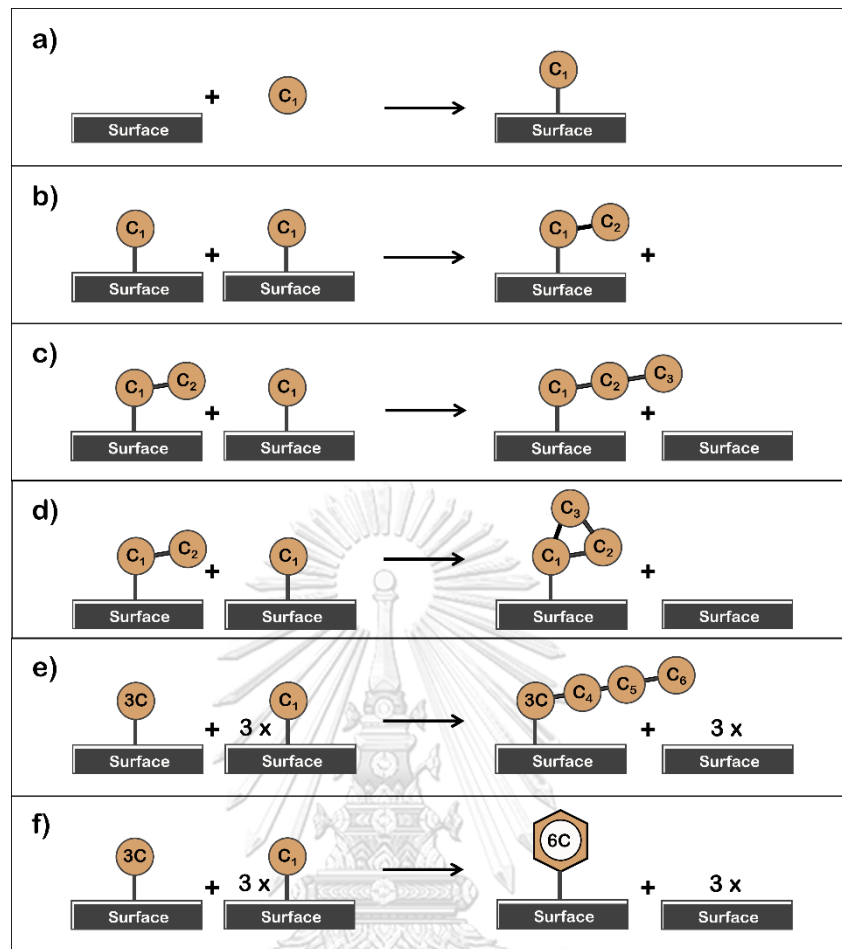 a)
C1
+ C1
Surface Surface
b)
C1 C1 C1 C2
+ +
Surface Surface Surface
c)
C1 C2 C1 C1 C2 C3
+ +
Surface Surface Surface Surface
d)
C3
C1 C2 C1 C1 C2
+ +
Surface Surface Surface Surface
e)
3C C1 3C C4 C5 C6
+ 3 x + 3 x
Surface Surface Surface Surface
f)
6C
3C C1
+ 3 x + 3 x
Surface Surface Surface Surface